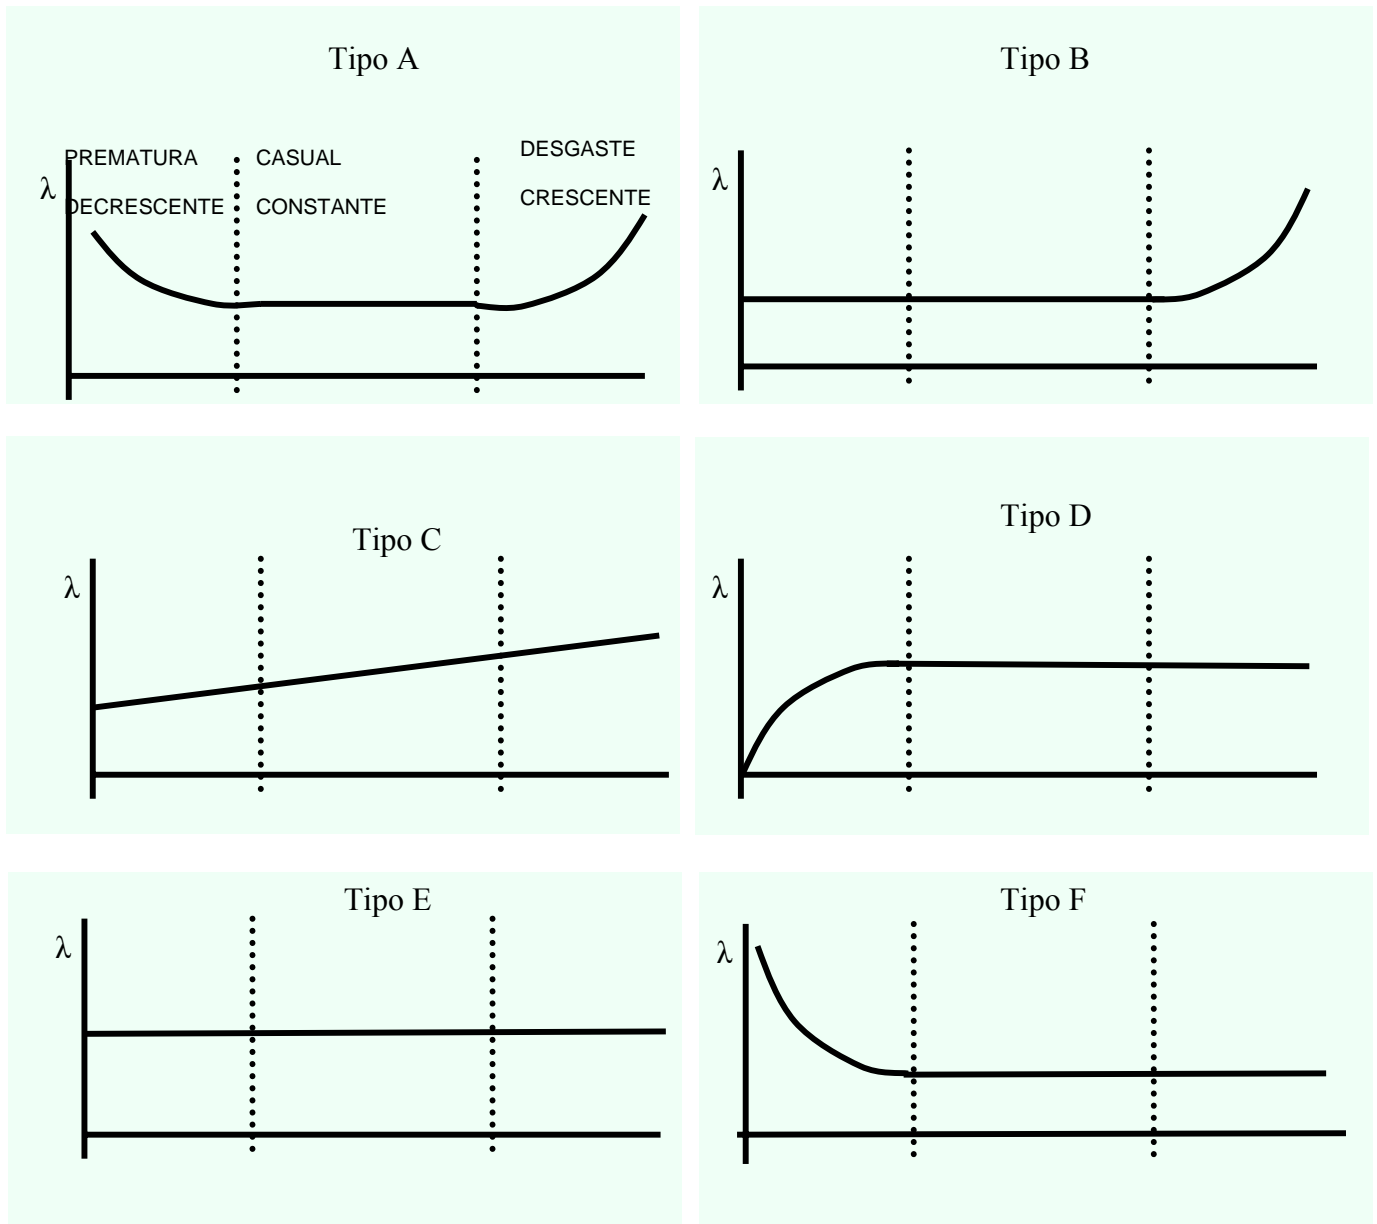 Tipo A
PREMATURA CASUAL DESGASTE
λ
DECRESCENTE CONSTANTE CRESCENTE
Tipo B
λ
Tipo C
λ
Tipo D
λ
Tipo E
λ
Tipo F
λ